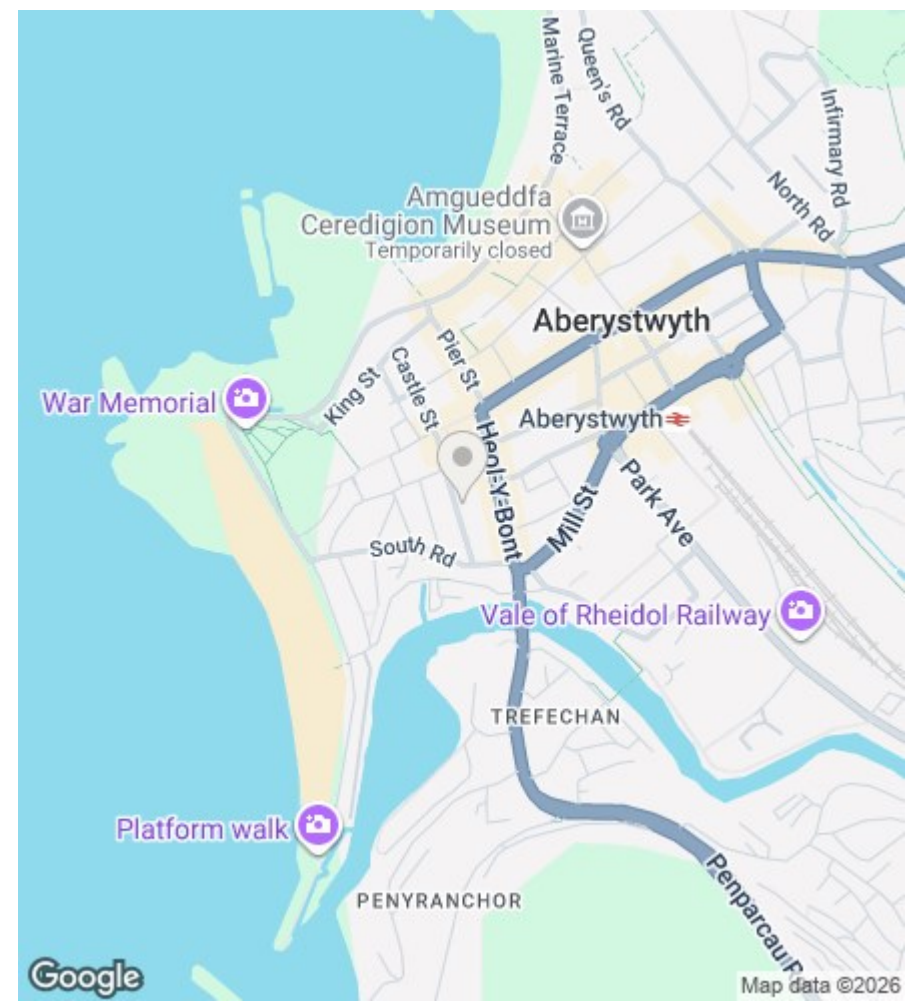 Marine Terrace
Queen's Rd
Infirmary Rd
North Rd
Amgueddfa
Ceredigion Museum
Temporarily closed
Aberystwyth
Pier St
Castle St
King St
War Memorial
Aberystwyth
Heol Y Bont
Park Ave
Mill St
South Rd
Vale of Rheidol Railway
TREFECHAN
Platform walk
PENYRANCHOR
Penparcau R
Google
Map data ©2026